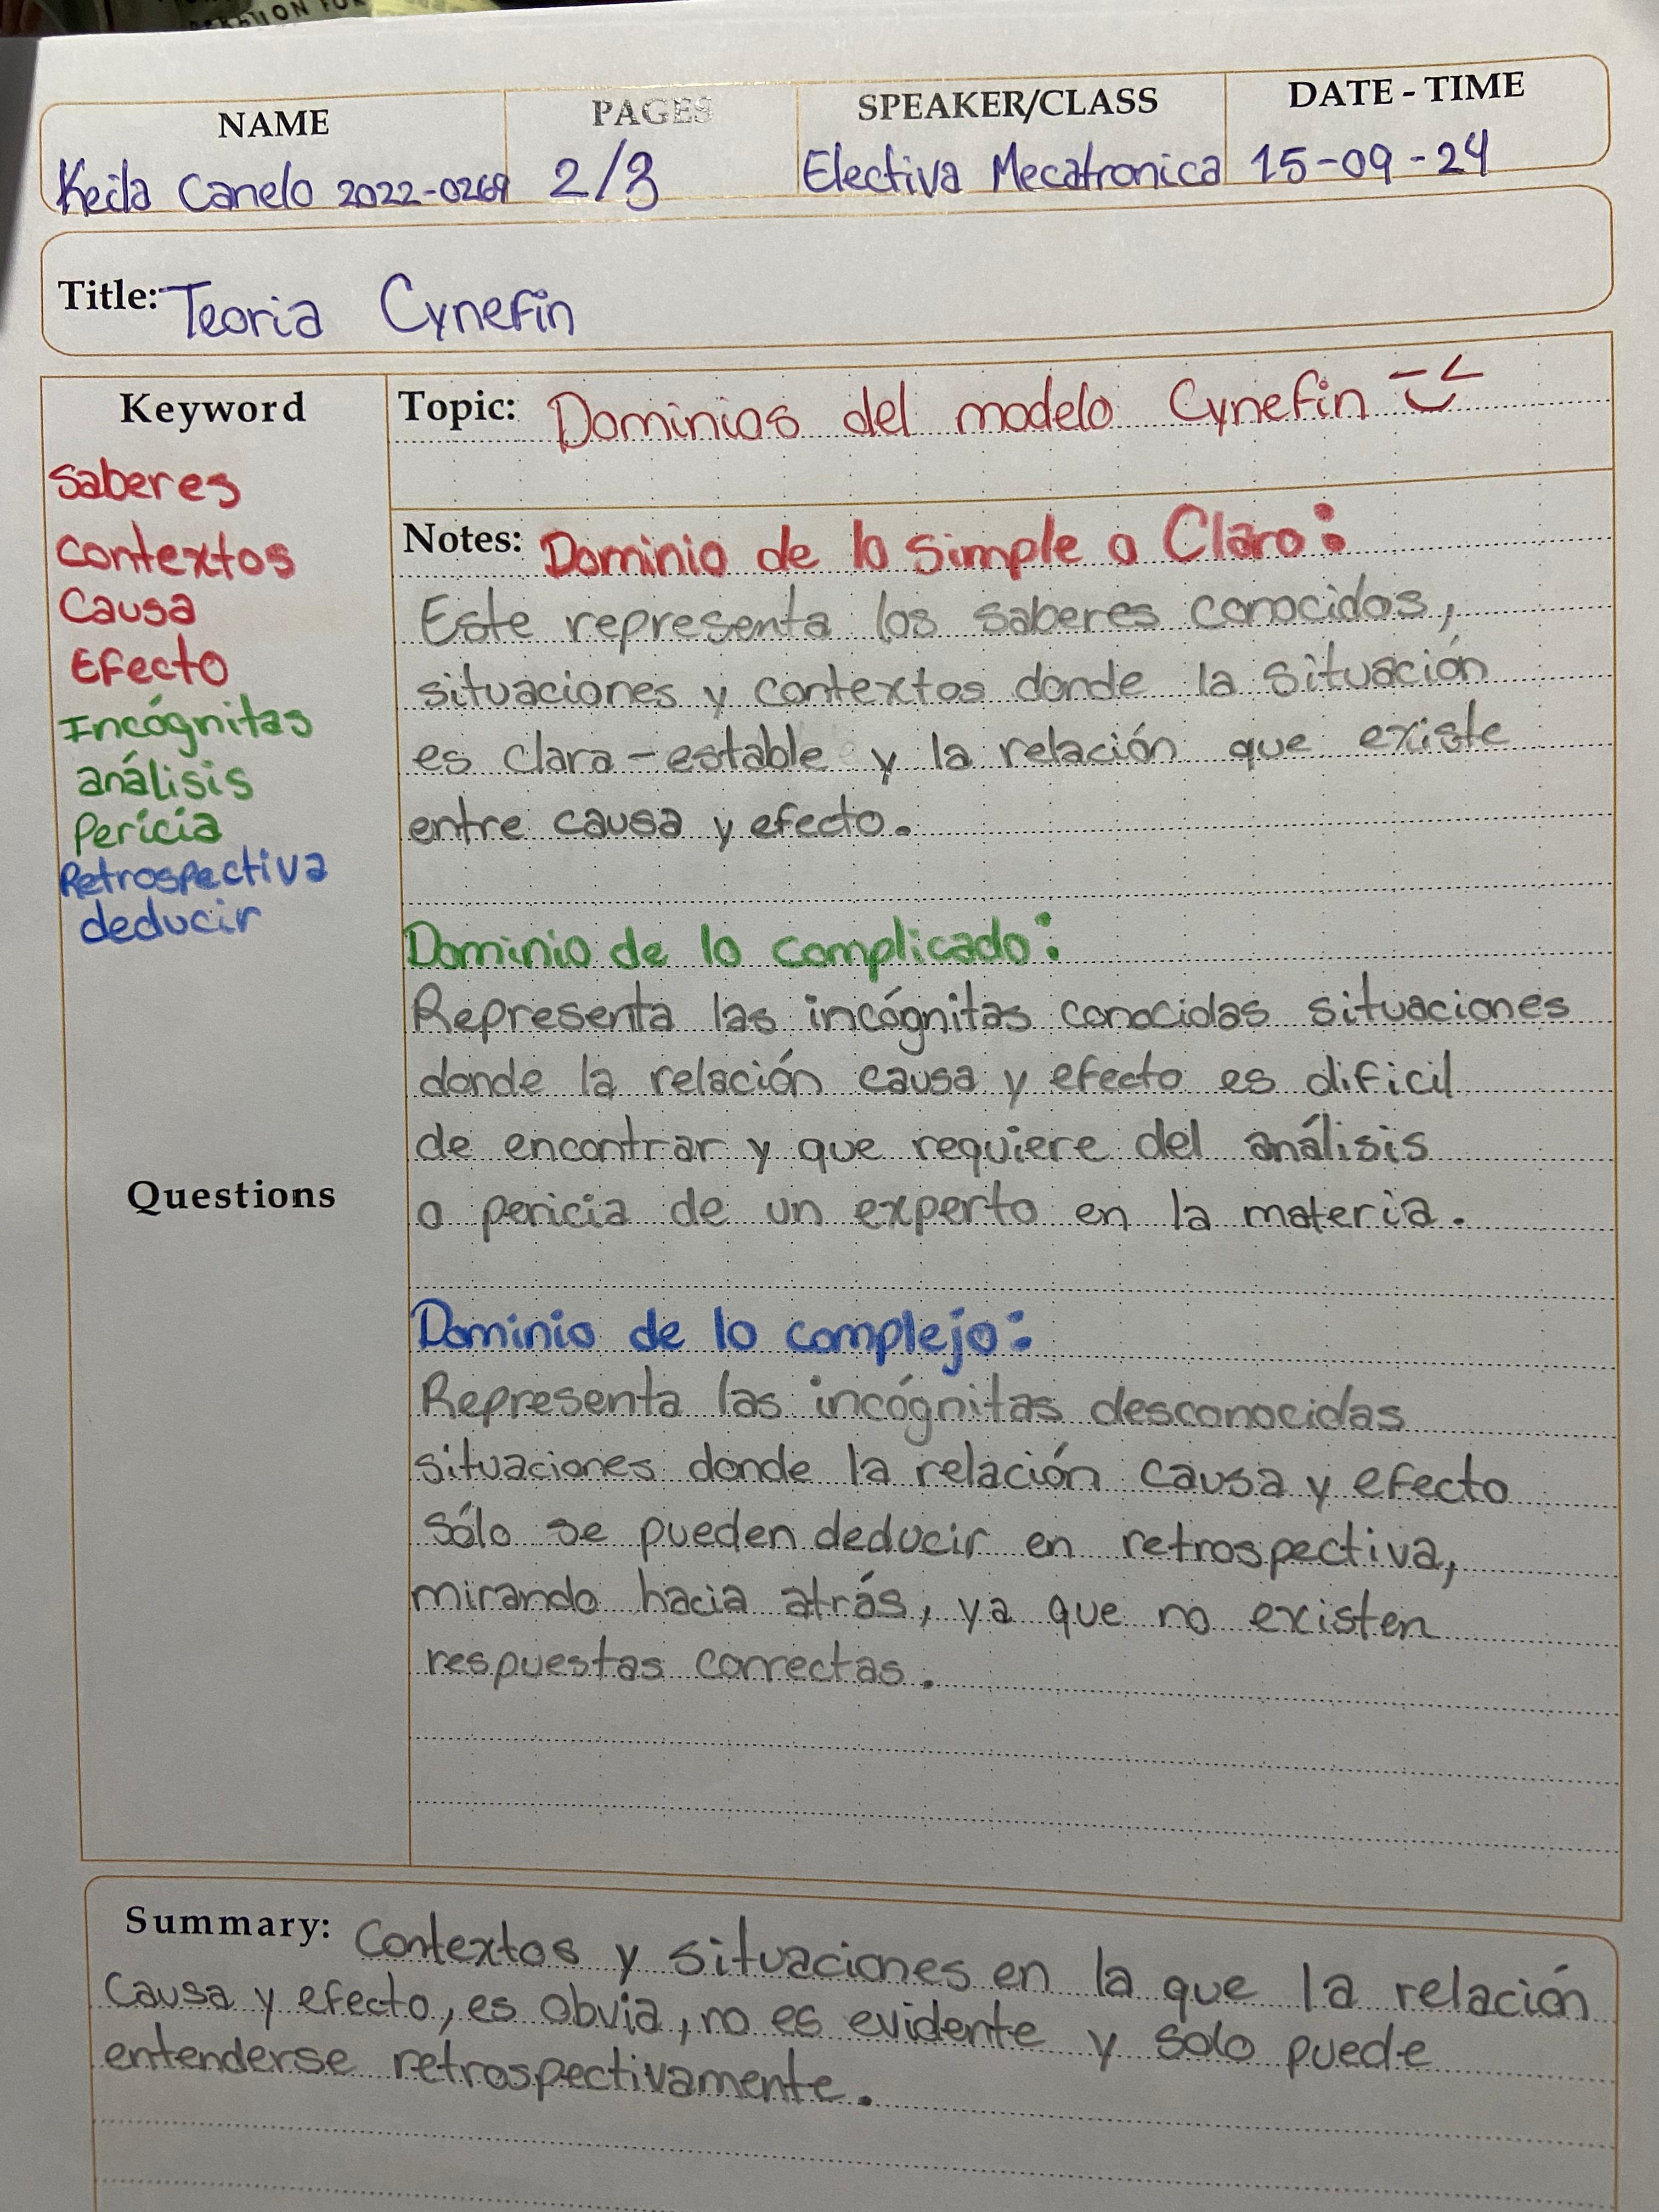 RATION FOR
NAME PAGES SPEAKER/CLASS DATE - TIME
Keila Canelo 2022-0269 2/3 Electiva Mecatronica 15-09-24
Title: Teoria Cynefin
Keyword
Saberes
Contextos
Causa
Efecto
Incógnitas
análisis
Pericia
Retrospectiva
deducir
Questions
Topic: Dominios del modelo Cynefin
Notes: Dominio de lo simple o Claro:
Este representa los saberes conocidos,
situaciones y contextos donde la situación
es clara-estable y la relación que existe
entre causa y efecto.
Dominio de lo complicado:
Representa las incógnitas conocidas situaciones
donde la relación causa y efecto es dificil
de encontrar y que requiere del análisis
o pericia de un experto en la materia.
Dominio de lo complejo:
Representa las incógnitas desconocidas
situaciones donde la relación causa y efecto
sólo se pueden deducir en retrospectiva,
mirando hacia atrás, ya que no existen
respuestas correctas.
Summary: Contextos y situaciones en la que la relación
Causa y efecto, es obvia, no es evidente y solo puede
entenderse retrospectivamente.